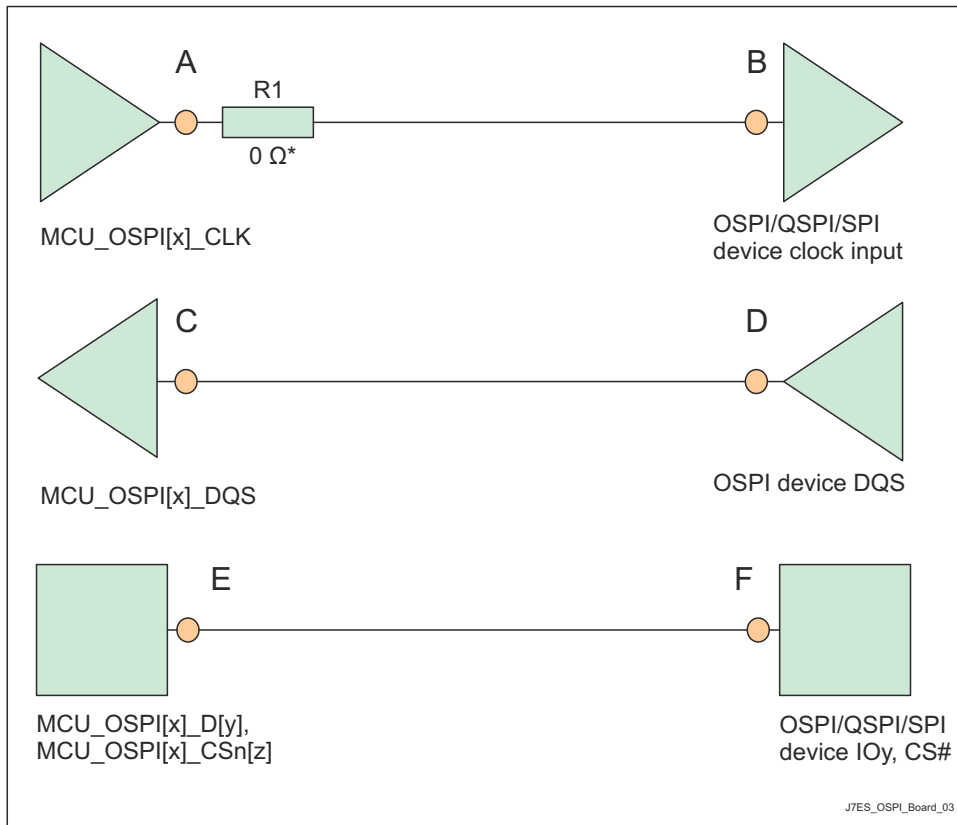 A
B
R1
0 Ω*
MCU_OSPI[x]_CLK
OSPI/QSPI/SPI
device clock input
C
D
MCU_OSPI[x]_DQS
OSPI device DQS
E
F
MCU_OSPI[x]_D[y],
MCU_OSPI[x]_CSn[z]
OSPI/QSPI/SPI
device IOy, CS#
J7ES_OSPI_Board_03